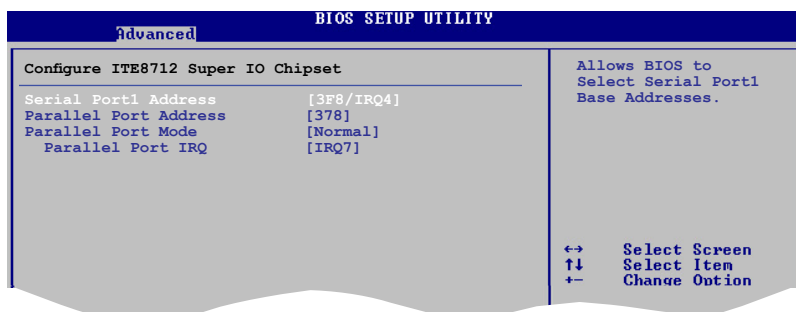 BIOS SETUP UTILITY
Advanced
Configure ITE8712 Super IO Chipset
Serial Port1 Address [3F8/IRQ4]
Parallel Port Address [378]
Parallel Port Mode [Normal]
Parallel Port IRQ [IRQ7]
Allows BIOS to
Select Serial Port1
Base Addresses.
←→ Select Screen
↑↓ Select Item
+- Change Option